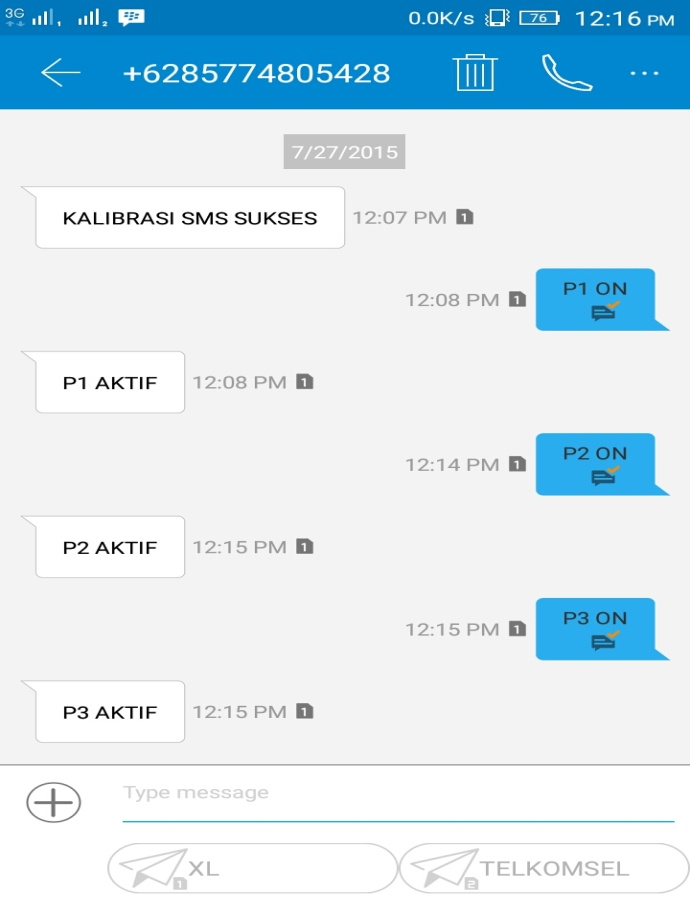 3G 1 2 0.0K/s 76 12:16 PM
+6285774805428
7/27/2015
KALIBRASI SMS SUKSES 12:07 PM 1
12:08 PM 1 P1 ON
P1 AKTIF 12:08 PM 1
12:14 PM 1 P2 ON
P2 AKTIF 12:15 PM 1
12:15 PM 1 P3 ON
P3 AKTIF 12:15 PM 1
Type message
1 XL 2 TELKOMSEL